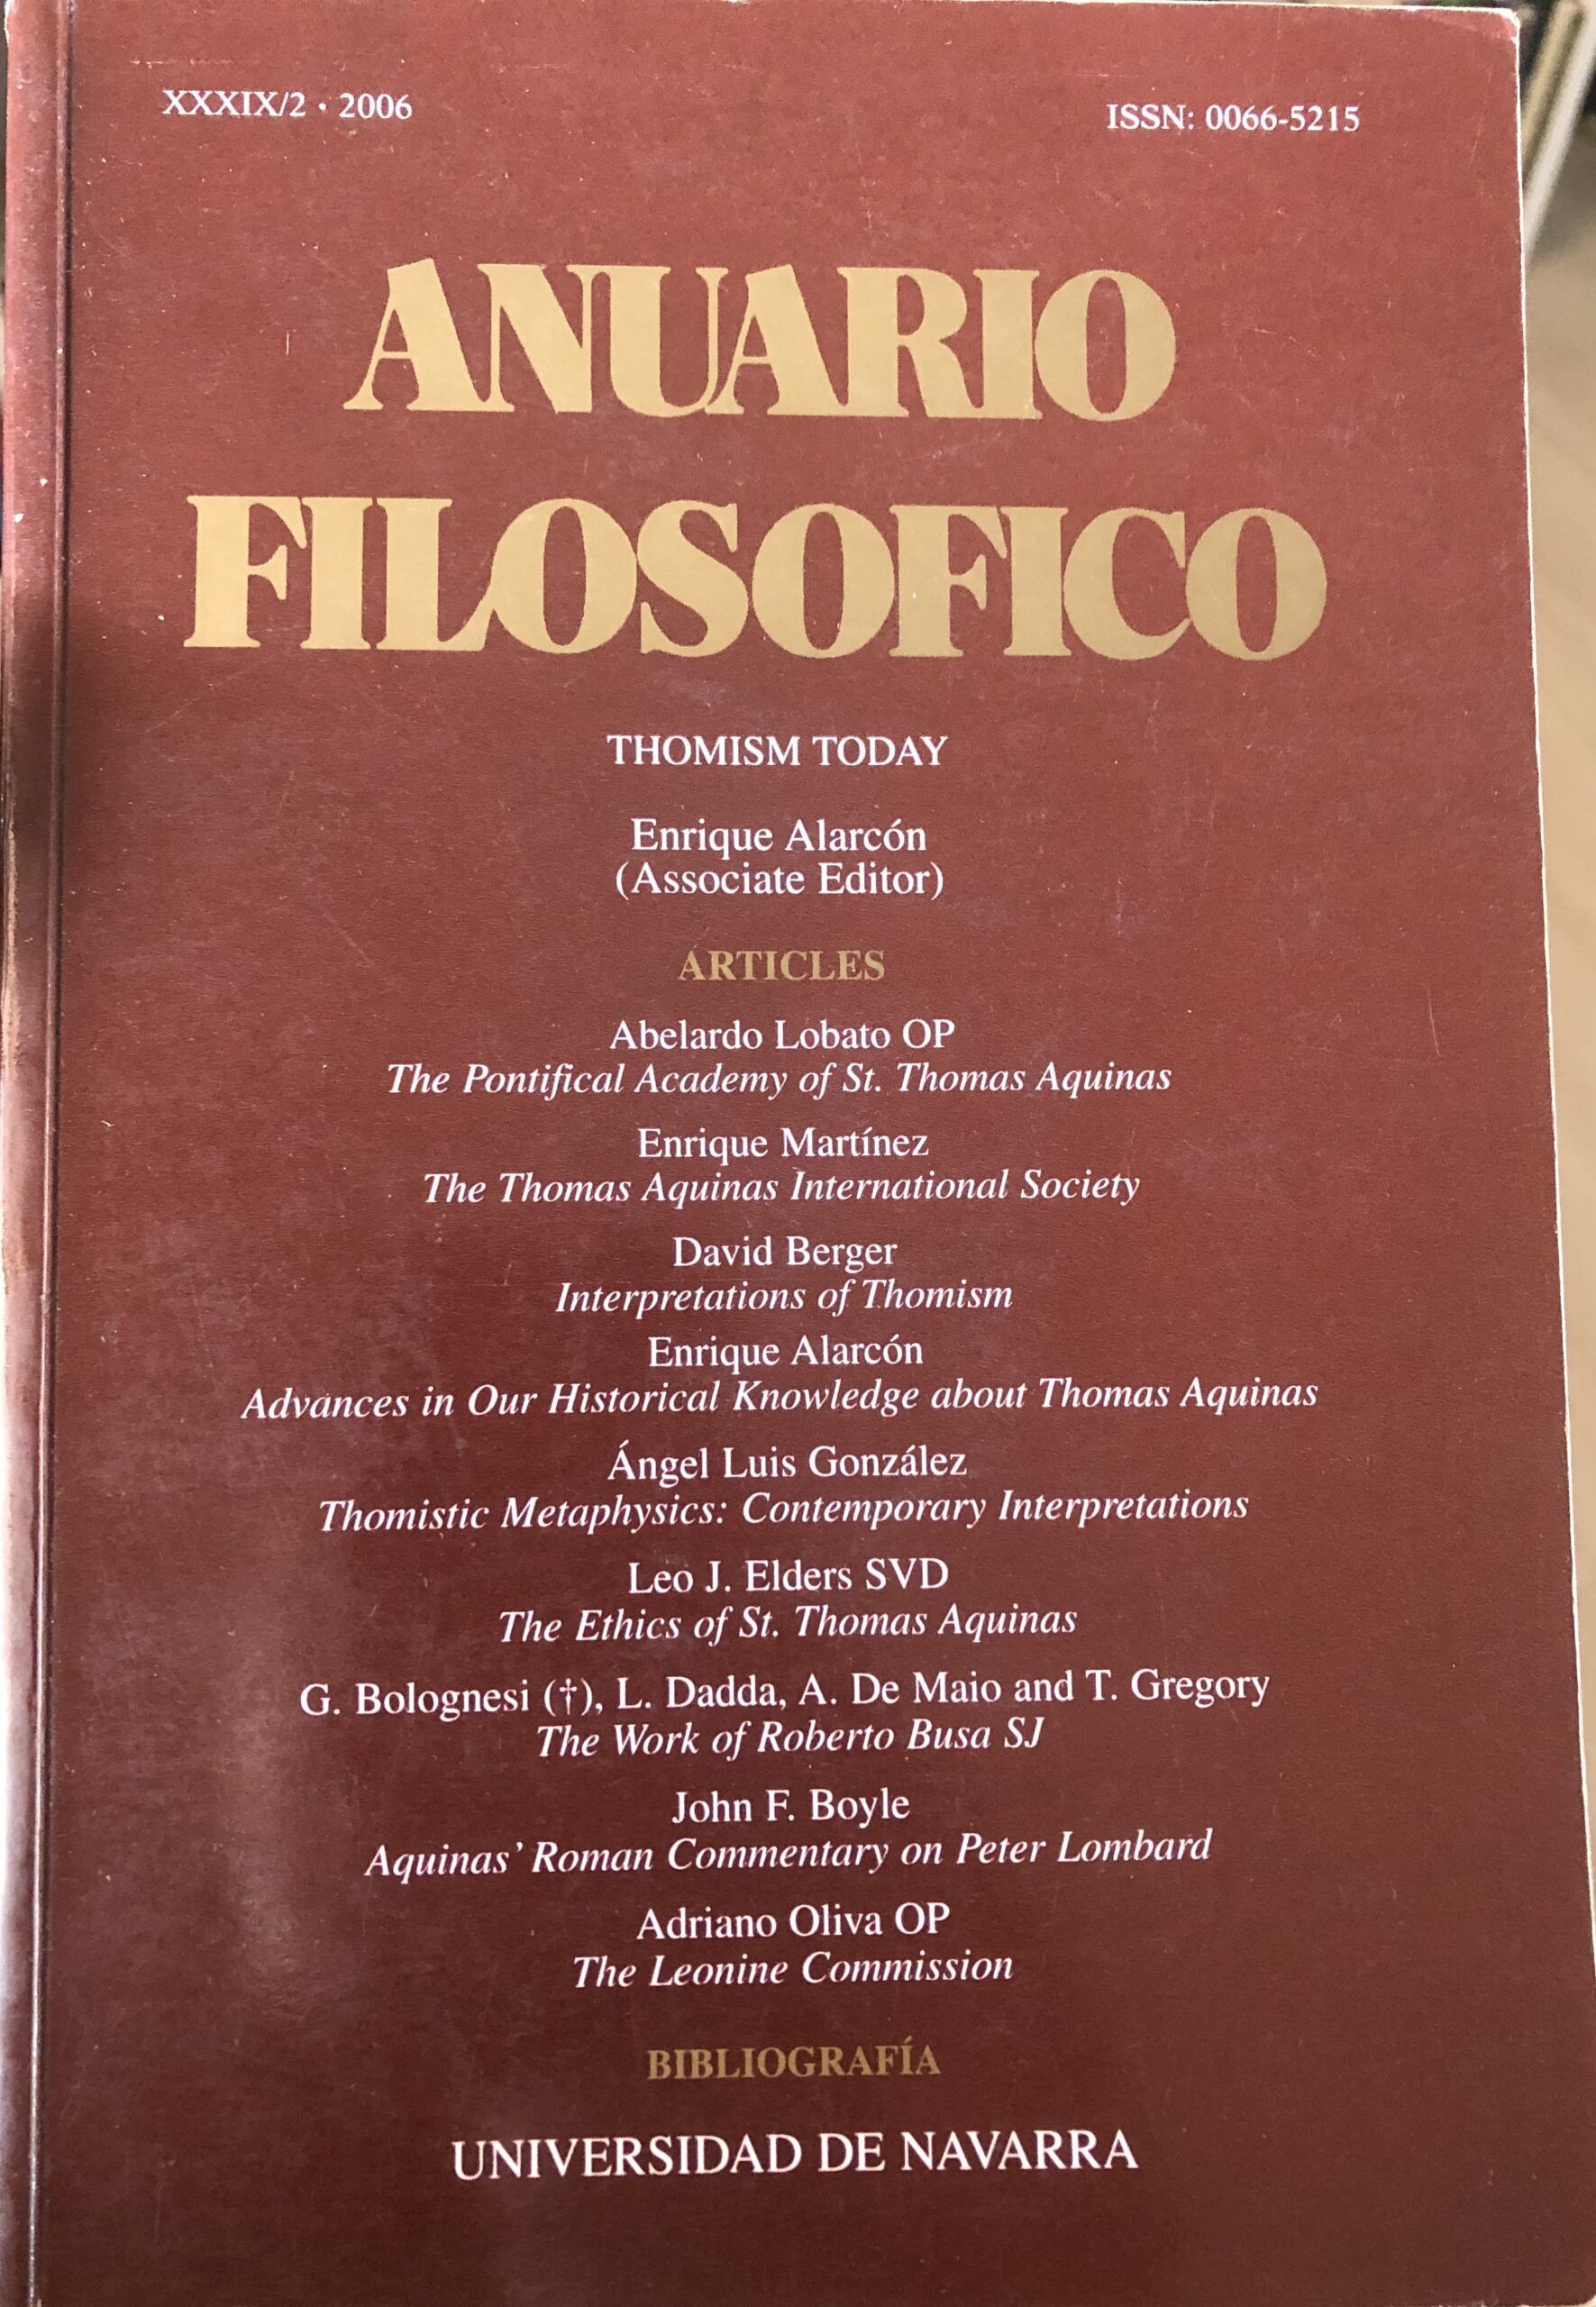 XXXIX/2 · 2006
ISSN: 0066-5215
ANUARIO
FILOSOFICO
THOMISM TODAY
Enrique Alarcón
(Associate Editor)
ARTICLES
Abelardo Lobato OP
The Pontifical Academy of St. Thomas Aquinas
Enrique Martínez
The Thomas Aquinas International Society
David Berger
Interpretations of Thomism
Enrique Alarcón
Advances in Our Historical Knowledge about Thomas Aquinas
Ángel Luis González
Thomistic Metaphysics: Contemporary Interpretations
Leo J. Elders SVD
The Ethics of St. Thomas Aquinas
G. Bolognesi (†), L. Dadda, A. De Maio and T. Gregory
The Work of Roberto Busa SJ
John F. Boyle
Aquinas’ Roman Commentary on Peter Lombard
Adriano Oliva OP
The Leonine Commission
BIBLIOGRAFÍA
UNIVERSIDAD DE NAVARRA